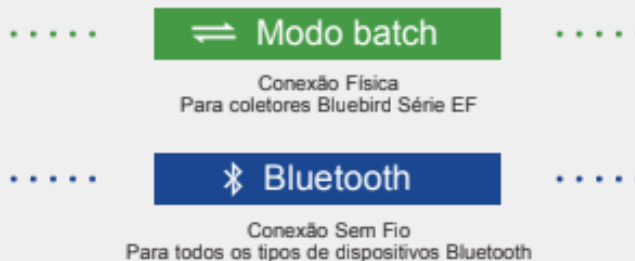 Modo batch
Conexão Física
Para coletores Bluebird Série EF
Bluetooth
Conexão Sem Fio
Para todos os tipos de dispositivos Bluetooth